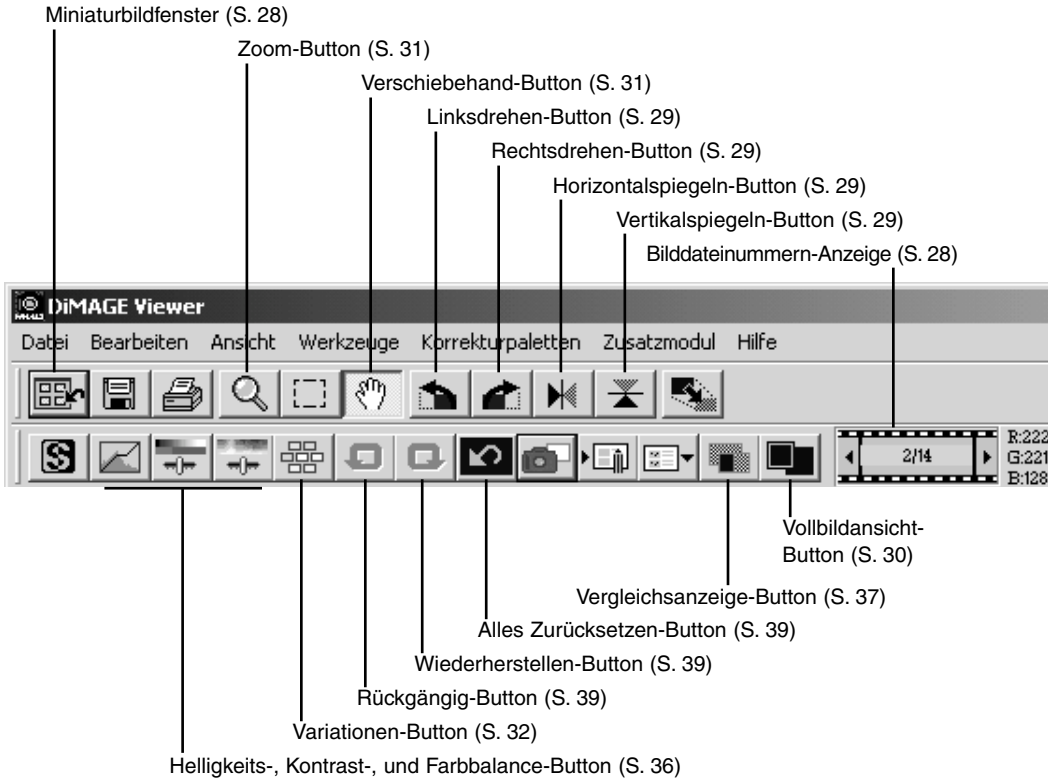 Miniaturbildfenster (S. 28)
Zoom-Button (S. 31)
Verschiebehand-Button (S. 31)
Linksdrehen-Button (S. 29)
Rechtsdrehen-Button (S. 29)
Horizontalspiegeln-Button (S. 29)
Vertikalspiegeln-Button (S. 29)
Bilddateinummern-Anzeige (S. 28)
DiMAGE Viewer
Datei Bearbeiten Ansicht Werkzeuge Korrekturpaletten Zusatzmodul Hilfe
R:222
2/14
G:221
B:128
Vollbildansicht-
Button (S. 30)
Vergleichsanzeige-Button (S. 37)
Alles Zurücksetzen-Button (S. 39)
Wiederherstellen-Button (S. 39)
Rückgängig-Button (S. 39)
Variationen-Button (S. 32)
Helligkeits-, Kontrast-, und Farbbalance-Button (S. 36)